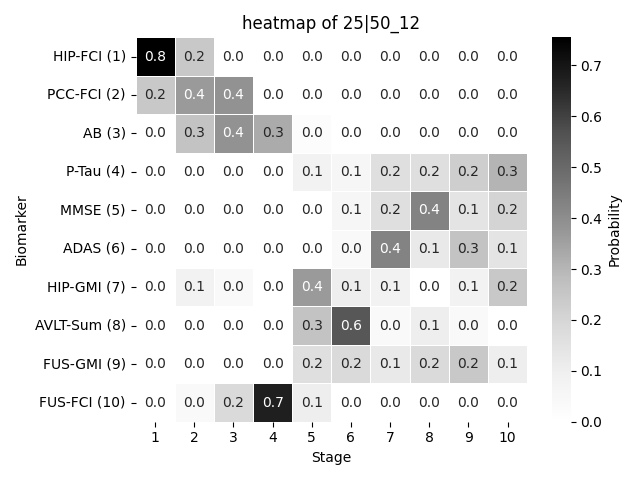 heatmap of 25|50_12
HIP-FCI (1) 0.8 0.2 0.0 0.0 0.0 0.0 0.0 0.0 0.0 0.0
PCC-FCI (2) 0.2 0.4 0.4 0.0 0.0 0.0 0.0 0.0 0.0 0.0
AB (3) 0.0 0.3 0.4 0.3 0.0 0.0 0.0 0.0 0.0 0.0
P-Tau (4) 0.0 0.0 0.0 0.0 0.1 0.1 0.2 0.2 0.2 0.3
MMSE (5) 0.0 0.0 0.0 0.0 0.0 0.1 0.2 0.4 0.1 0.2
ADAS (6) 0.0 0.0 0.0 0.0 0.0 0.0 0.4 0.1 0.3 0.1
HIP-GMI (7) 0.0 0.1 0.0 0.0 0.4 0.1 0.1 0.0 0.1 0.2
AVLT-Sum (8) 0.0 0.0 0.0 0.0 0.3 0.6 0.0 0.1 0.0 0.0
FUS-GMI (9) 0.0 0.0 0.0 0.0 0.2 0.2 0.1 0.2 0.2 0.1
FUS-FCI (10) 0.0 0.0 0.2 0.7 0.1 0.0 0.0 0.0 0.0 0.0
1 2 3 4 5 6 7 8 9 10
Stage
Biomarker
0.7
0.6
0.5
0.4
0.3
0.2
0.1
0.0
Probability